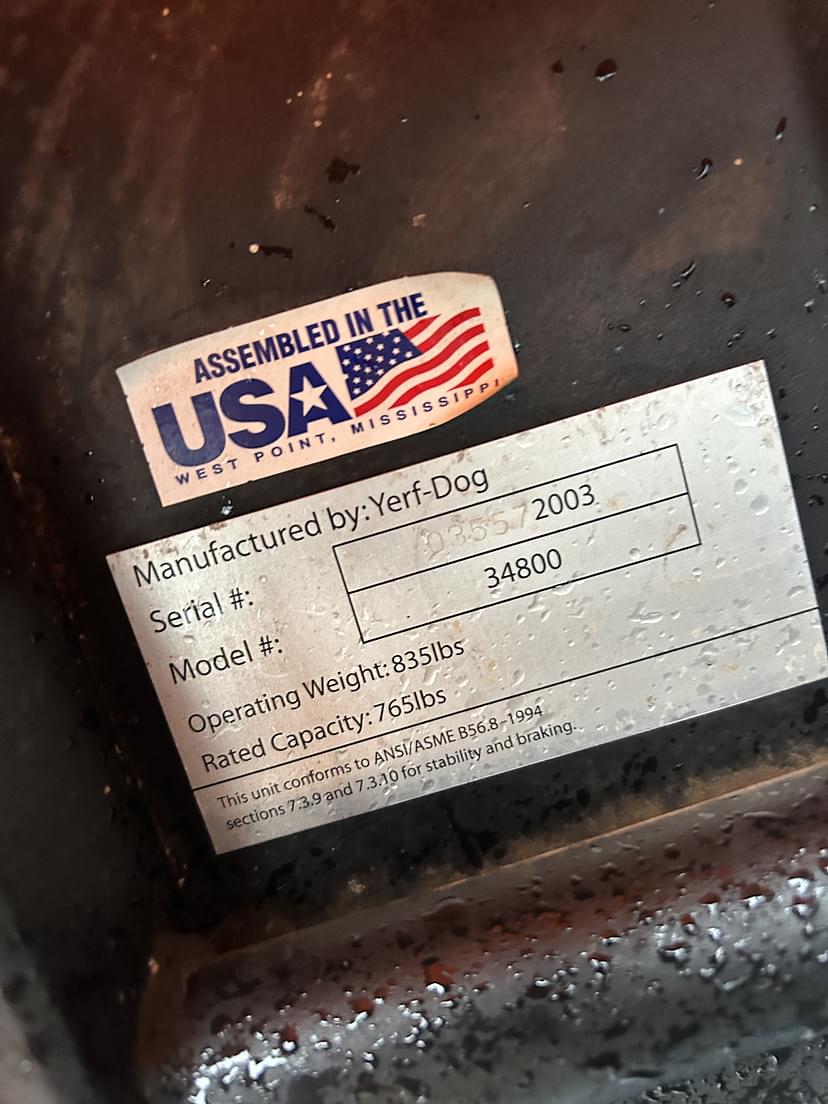 ASSEMBLED IN THE
USA
WEST POINT, MISSISSIPPI
Manufactured by: Yerf-Dog
Serial #: 035572003
Model #: 34800
Operating Weight: 835lbs
Rated Capacity: 765lbs
This unit conforms to ANSI/ASME B56.8-1994
sections 7.3.9 and 7.3.10 for stability and braking.